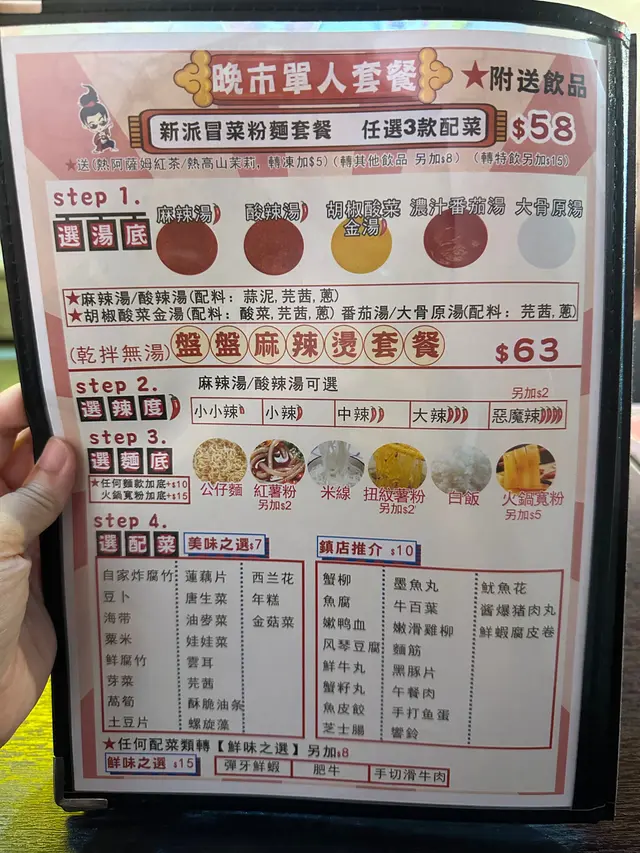 晚市單人套餐 ★附送飲品
新派冒菜粉麵套餐 任選3款配菜 $58
★送(熱阿薩姆紅茶/熱高山茉莉, 轉凍加$5)(轉其他飲品 另加$8) (轉特飲另加$15)
step 1.
選湯底
麻辣湯 酸辣湯 胡椒酸菜金湯 濃汁番茄湯 大骨原湯
★麻辣湯/酸辣湯(配料: 蒜泥,芫茜,蔥)
★胡椒酸菜金湯(配料: 酸菜,芫茜,蔥) 番茄湯/大骨原湯(配料: 芫茜,蔥)
(乾拌無湯) 盤盤麻辣燙套餐 $63
step 2. 麻辣湯/酸辣湯可選
另加$2
選辣度 小小辣 小辣 中辣 大辣 惡魔辣
step 3.
選麵底
★任何麵款加底+$10
火鍋寬粉加底+$15
公仔麵 紅薯粉 米線 扭紋薯粉 白飯 火鍋寬粉
另加$2 另加$2 另加$5
step 4.
選配菜 美味之選$7
自家炸腐竹 蓮藕片 西兰花
豆卜 唐生菜 年糕
海带 油麥菜 金菇菜
粟米 娃娃菜
鮮腐竹 雲耳
芽菜 芫茜
萵筍 酥脆油条
土豆片 螺旋藻
鎮店推介 $10
蟹柳 墨魚丸 魷魚花
魚腐 牛百葉 醬爆豬肉丸
嫩鸭血 嫩滑雞柳 鮮蝦腐皮卷
风琴豆腐 麵筋
鮮牛丸 黑豚片
蟹籽丸 午餐肉
魚皮餃 手打魚蛋
芝士腸 響鈴
★任何配菜類轉【鮮味之選】另加$8
鮮味之選 $15 彈牙鮮蝦 肥牛 手切滑牛肉